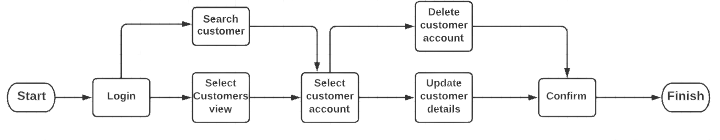 Search
customer
Delete
customer
account
Start
Login
Select
Customers
view
Select
customer
account
Update
customer
details
Confirm
Finish